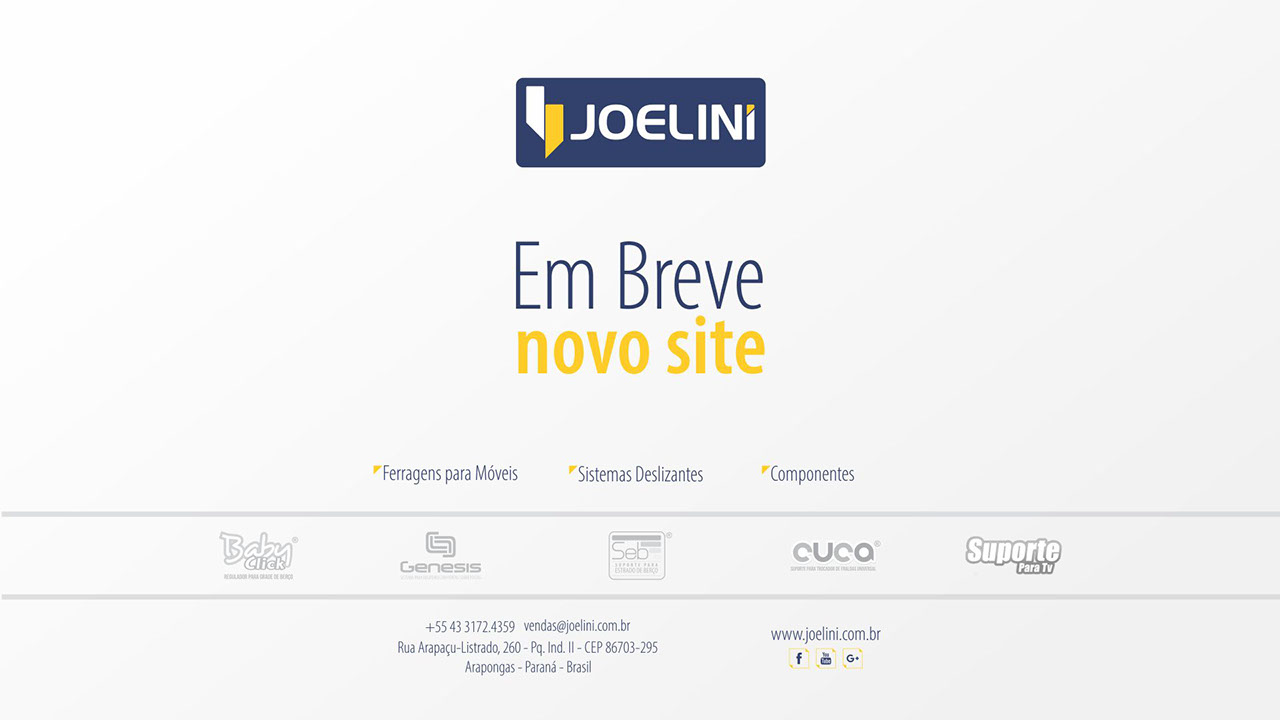 JOELINI
Em Breve
novo site
Ferragens para Móveis
Sistemas Deslizantes
Componentes
Baby Click®
REGULADOR PARA GRADE DE BERÇO
Genesis
Seb®
SUPORTE PARA
ESTRADO DE BERÇO
CUCA®
SUPORTE PARA TROCADOR DE FRALDAS UNIVERSAL
Suporte
Para Tv
+55 43 3172.4359 vendas@joelini.com.br
Rua Arapaçu-Listrado, 260 - Pq. Ind. II - CEP 86703-295
Arapongas - Paraná - Brasil
www.joelini.com.br
f
You
Tube
G+